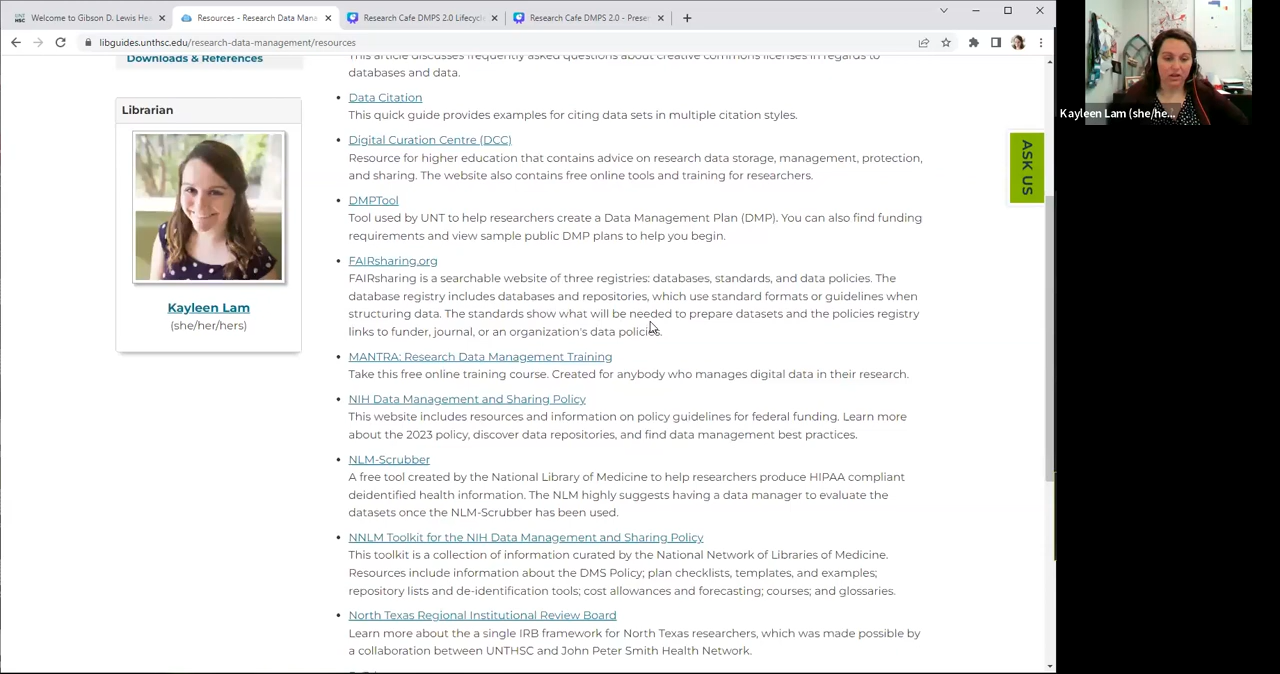 Welcome to Gibson D. Lewis Hea
Resources - Research Data Mana
Research Cafe DMPS 2.0 Lifecycl
Research Cafe DMPS 2.0 - Presen
libguides.unthsc.edu/research-data-management/resources
Downloads & References
Librarian
Kayleen Lam
(she/her/hers)
This article discusses frequently asked questions about creative commons licenses in regards to
databases and data.
• Data Citation
This quick guide provides examples for citing data sets in multiple citation styles.
• Digital Curation Centre (DCC)
Resource for higher education that contains advice on research data storage, management, protection,
and sharing. The website also contains free online tools and training for researchers.
• DMPTool
Tool used by UNT to help researchers create a Data Management Plan (DMP). You can also find funding
requirements and view sample public DMP plans to help you begin.
• FAIRsharing.org
FAIRsharing is a searchable website of three registries: databases, standards, and data policies. The
database registry includes databases and repositories, which use standard formats or guidelines when
structuring data. The standards show what will be needed to prepare datasets and the policies registry
links to funder, journal, or an organization's data policies.
• MANTRA: Research Data Management Training
Take this free online training course. Created for anybody who manages digital data in their research.
• NIH Data Management and Sharing Policy
This website includes resources and information on policy guidelines for federal funding. Learn more
about the 2023 policy, discover data repositories, and find data management best practices.
• NLM-Scrubber
A free tool created by the National Library of Medicine to help researchers produce HIPAA compliant
deidentified health information. The NLM highly suggests having a data manager to evaluate the
datasets once the NLM-Scrubber has been used.
• NNLM Toolkit for the NIH Data Management and Sharing Policy
This toolkit is a collection of information curated by the National Network of Libraries of Medicine.
Resources include information about the DMS Policy; plan checklists, templates, and examples;
repository lists and de-identification tools; cost allowances and forecasting; courses; and glossaries.
• North Texas Regional Institutional Review Board
Learn more about the a single IRB framework for North Texas researchers, which was made possible by
a collaboration between UNTHSC and John Peter Smith Health Network.
ASK US
Kayleen Lam (she/he...